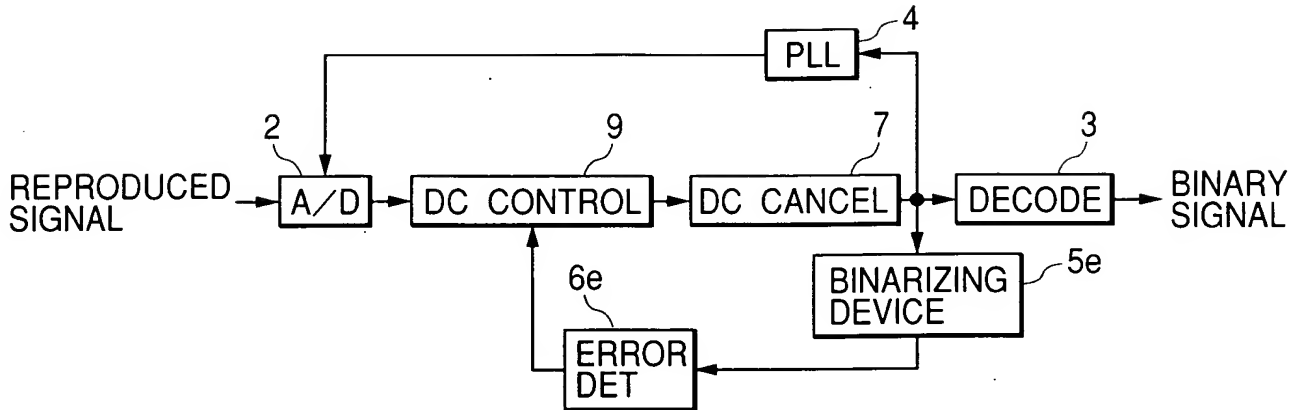 4
PLL
2
9
7
3
REPRODUCED
SIGNAL
A/D
DC CONTROL
DC CANCEL
DECODE
BINARY
SIGNAL
6e
5e
BINARIZING
DEVICE
ERROR
DET